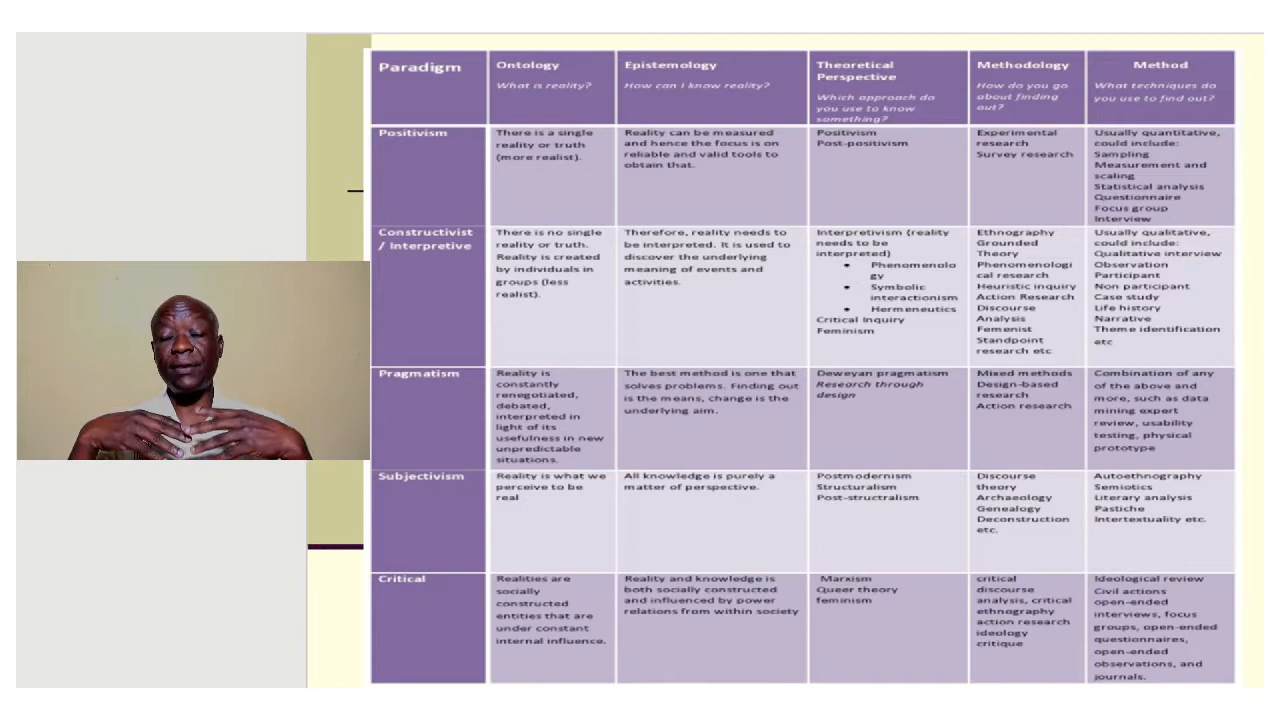 Paradigm
Ontology
What is reality?
Epistemology
How can I know reality?
Theoretical
Perspective
Which approach do
you use to know
something?
Methodology
How do you go
about finding
out?
Method
What techniques do
you use to find out?
Positivism
There is a single
reality or truth
(more realist).
Reality can be measured
and hence the focus is on
reliable and valid tools to
obtain that.
Positivism
Post-positivism
Experimental
research
Survey research
Usually quantitative,
could include:
Sampling
Measurement and
scaling
Statistical analysis
Questionnaire
Focus group
Interview
Constructivist
/ Interpretive
There is no single
reality or truth.
Reality is created
by individuals in
groups (less
realist).
Therefore, reality needs to
be interpreted. It is used to
discover the underlying
meaning of events and
activities.
Interpretivism (reality
needs to be
interpreted)
• Phenomenolo
gy
• Symbolic
interactionism
• Hermeneutics
Critical Inquiry
Feminism
Ethnography
Grounded
Theory
Phenomenologi
cal research
Heuristic inquiry
Action Research
Discourse
Analysis
Femenist
Standpoint
research etc
Usually qualitative,
could include:
Qualitative interview
Observation
Participant
Non participant
Case study
Life history
Narrative
Theme identification
etc
Pragmatism
Reality is
constantly
renegotiated,
debated,
interpreted in
light of its
usefulness in new
unpredictable
situations.
The best method is one that
solves problems. Finding out
is the means, change is the
underlying aim.
Deweyan pragmatism
Research through
design
Mixed methods
Design-based
research
Action research
Combination of any
of the above and
more, such as data
mining expert
review, usability
testing, physical
prototype
Subjectivism
Reality is what we
perceive to be
real
All knowledge is purely a
matter of perspective.
Postmodernism
Structuralism
Post-structralism
Discourse
theory
Archaeology
Genealogy
Deconstruction
etc.
Autoethnography
Semiotics
Literary analysis
Pastiche
Intertextuality etc.
Critical
Realities are
socially
constructed
entities that are
under constant
internal influence.
Reality and knowledge is
both socially constructed
and influenced by power
relations from within society
Marxism
Queer theory
feminism
critical
discourse
analysis, critical
ethnography
action research
ideology
critique
Ideological review
Civil actions
open-ended
interviews, focus
groups, open-ended
questionnaires,
open-ended
observations, and
journals.